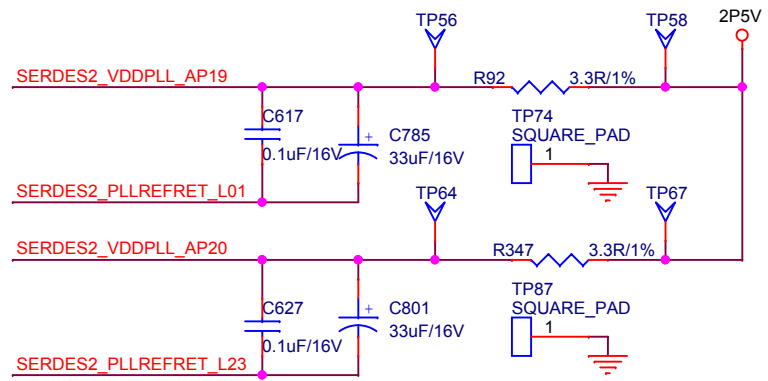 TP56
TP58
2P5V
SERDES2_VDDPLL_AP19
R92
3.3R/1%
C617
0.1uF/16V
+
C785
33uF/16V
TP74
SQUARE_PAD
1
SERDES2_PLLREFRET_L01
TP64
TP67
SERDES2_VDDPLL_AP20
R347
3.3R/1%
C627
0.1uF/16V
+
C801
33uF/16V
TP87
SQUARE_PAD
1
SERDES2_PLLREFRET_L23